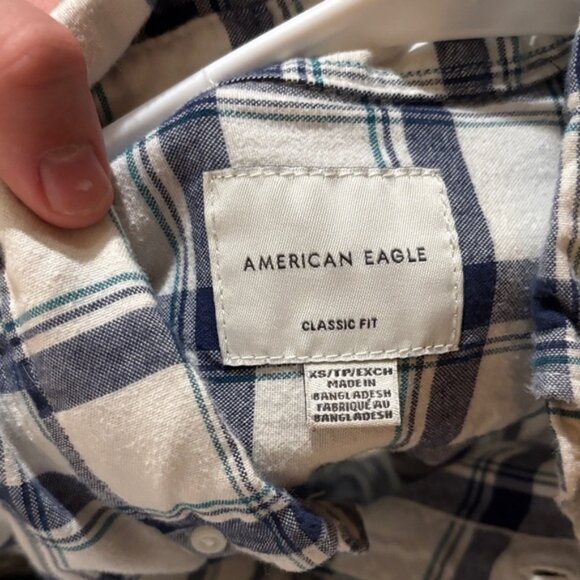 AMERICAN EAGLE
CLASSIC FIT
XS/TP/EXCH
MADE IN
BANGLADESH
FABRIQUÉ AU
BANGLADESH